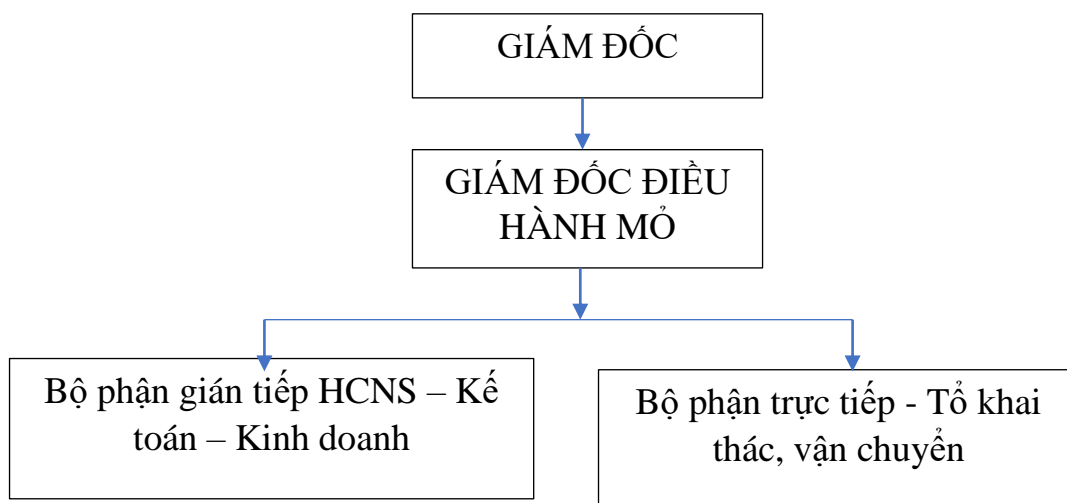 GIÁM ĐỐC
GIÁM ĐỐC ĐIỀU
HÀNH MỎ
Bộ phận gián tiếp HCNS – Kế
toán – Kinh doanh
Bộ phận trực tiếp - Tổ khai
thác, vận chuyển